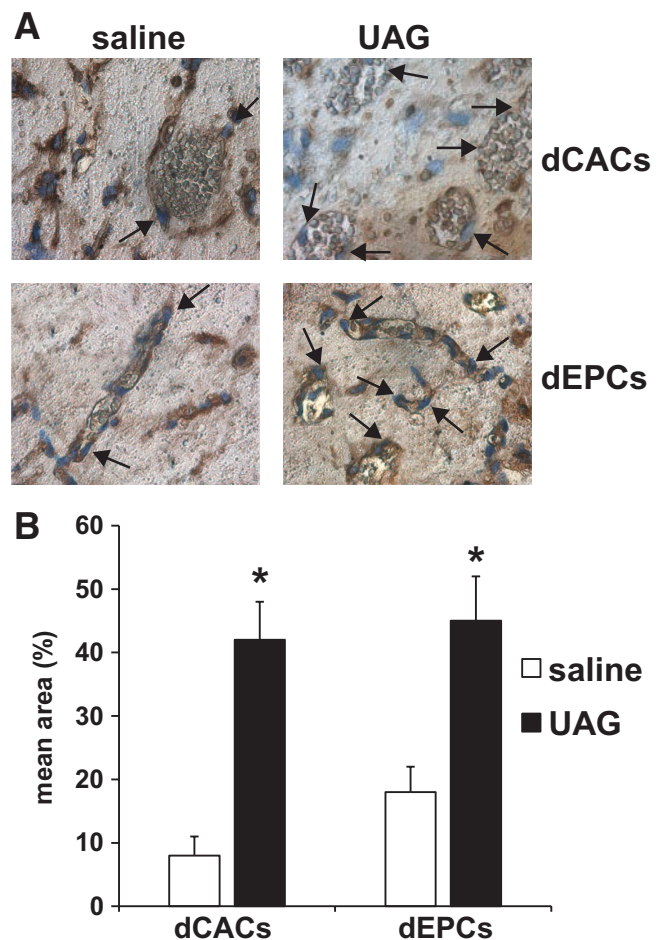 A
saline UAG
dCACs
dEPCs
B
60
50
40
30
20
10
0
mean area (%)
* *
saline
UAG
dCACs dEPCs